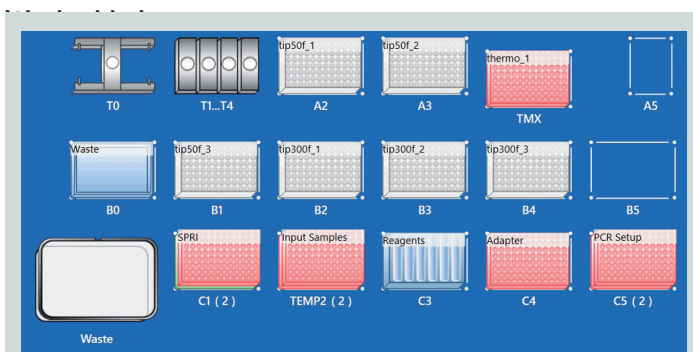 tip50f_1
tip50f_2
thermo_1
T0
T1...T4
A2
A3
TMX
A5
Waste
tip50f_3
tip300f_1
tip300f_2
tip300f_3
B0
B1
B2
B3
B4
B5
SPRI
Input Samples
Reagents
Adapter
PCR Setup
C1 ( 2 )
TEMP2 ( 2 )
C3
C4
C5 ( 2 )
Waste